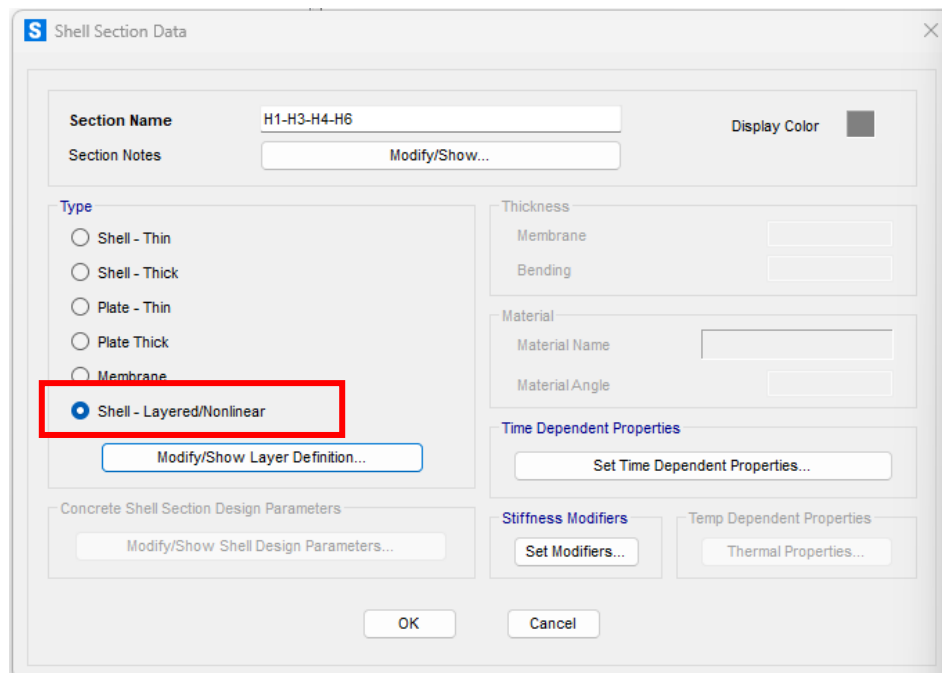 S Shell Section Data
Section Name H1-H3-H4-H6 Display Color
Section Notes Modify/Show...
Type
Shell - Thin
Shell - Thick
Plate - Thin
Plate Thick
Membrane
Shell - Layered/Nonlinear
Modify/Show Layer Definition...
Thickness
Membrane
Bending
Material
Material Name
Material Angle
Time Dependent Properties
Set Time Dependent Properties...
Concrete Shell Section Design Parameters
Modify/Show Shell Design Parameters...
Stiffness Modifiers
Set Modifiers...
Temp Dependent Properties
Thermal Properties...
OK Cancel